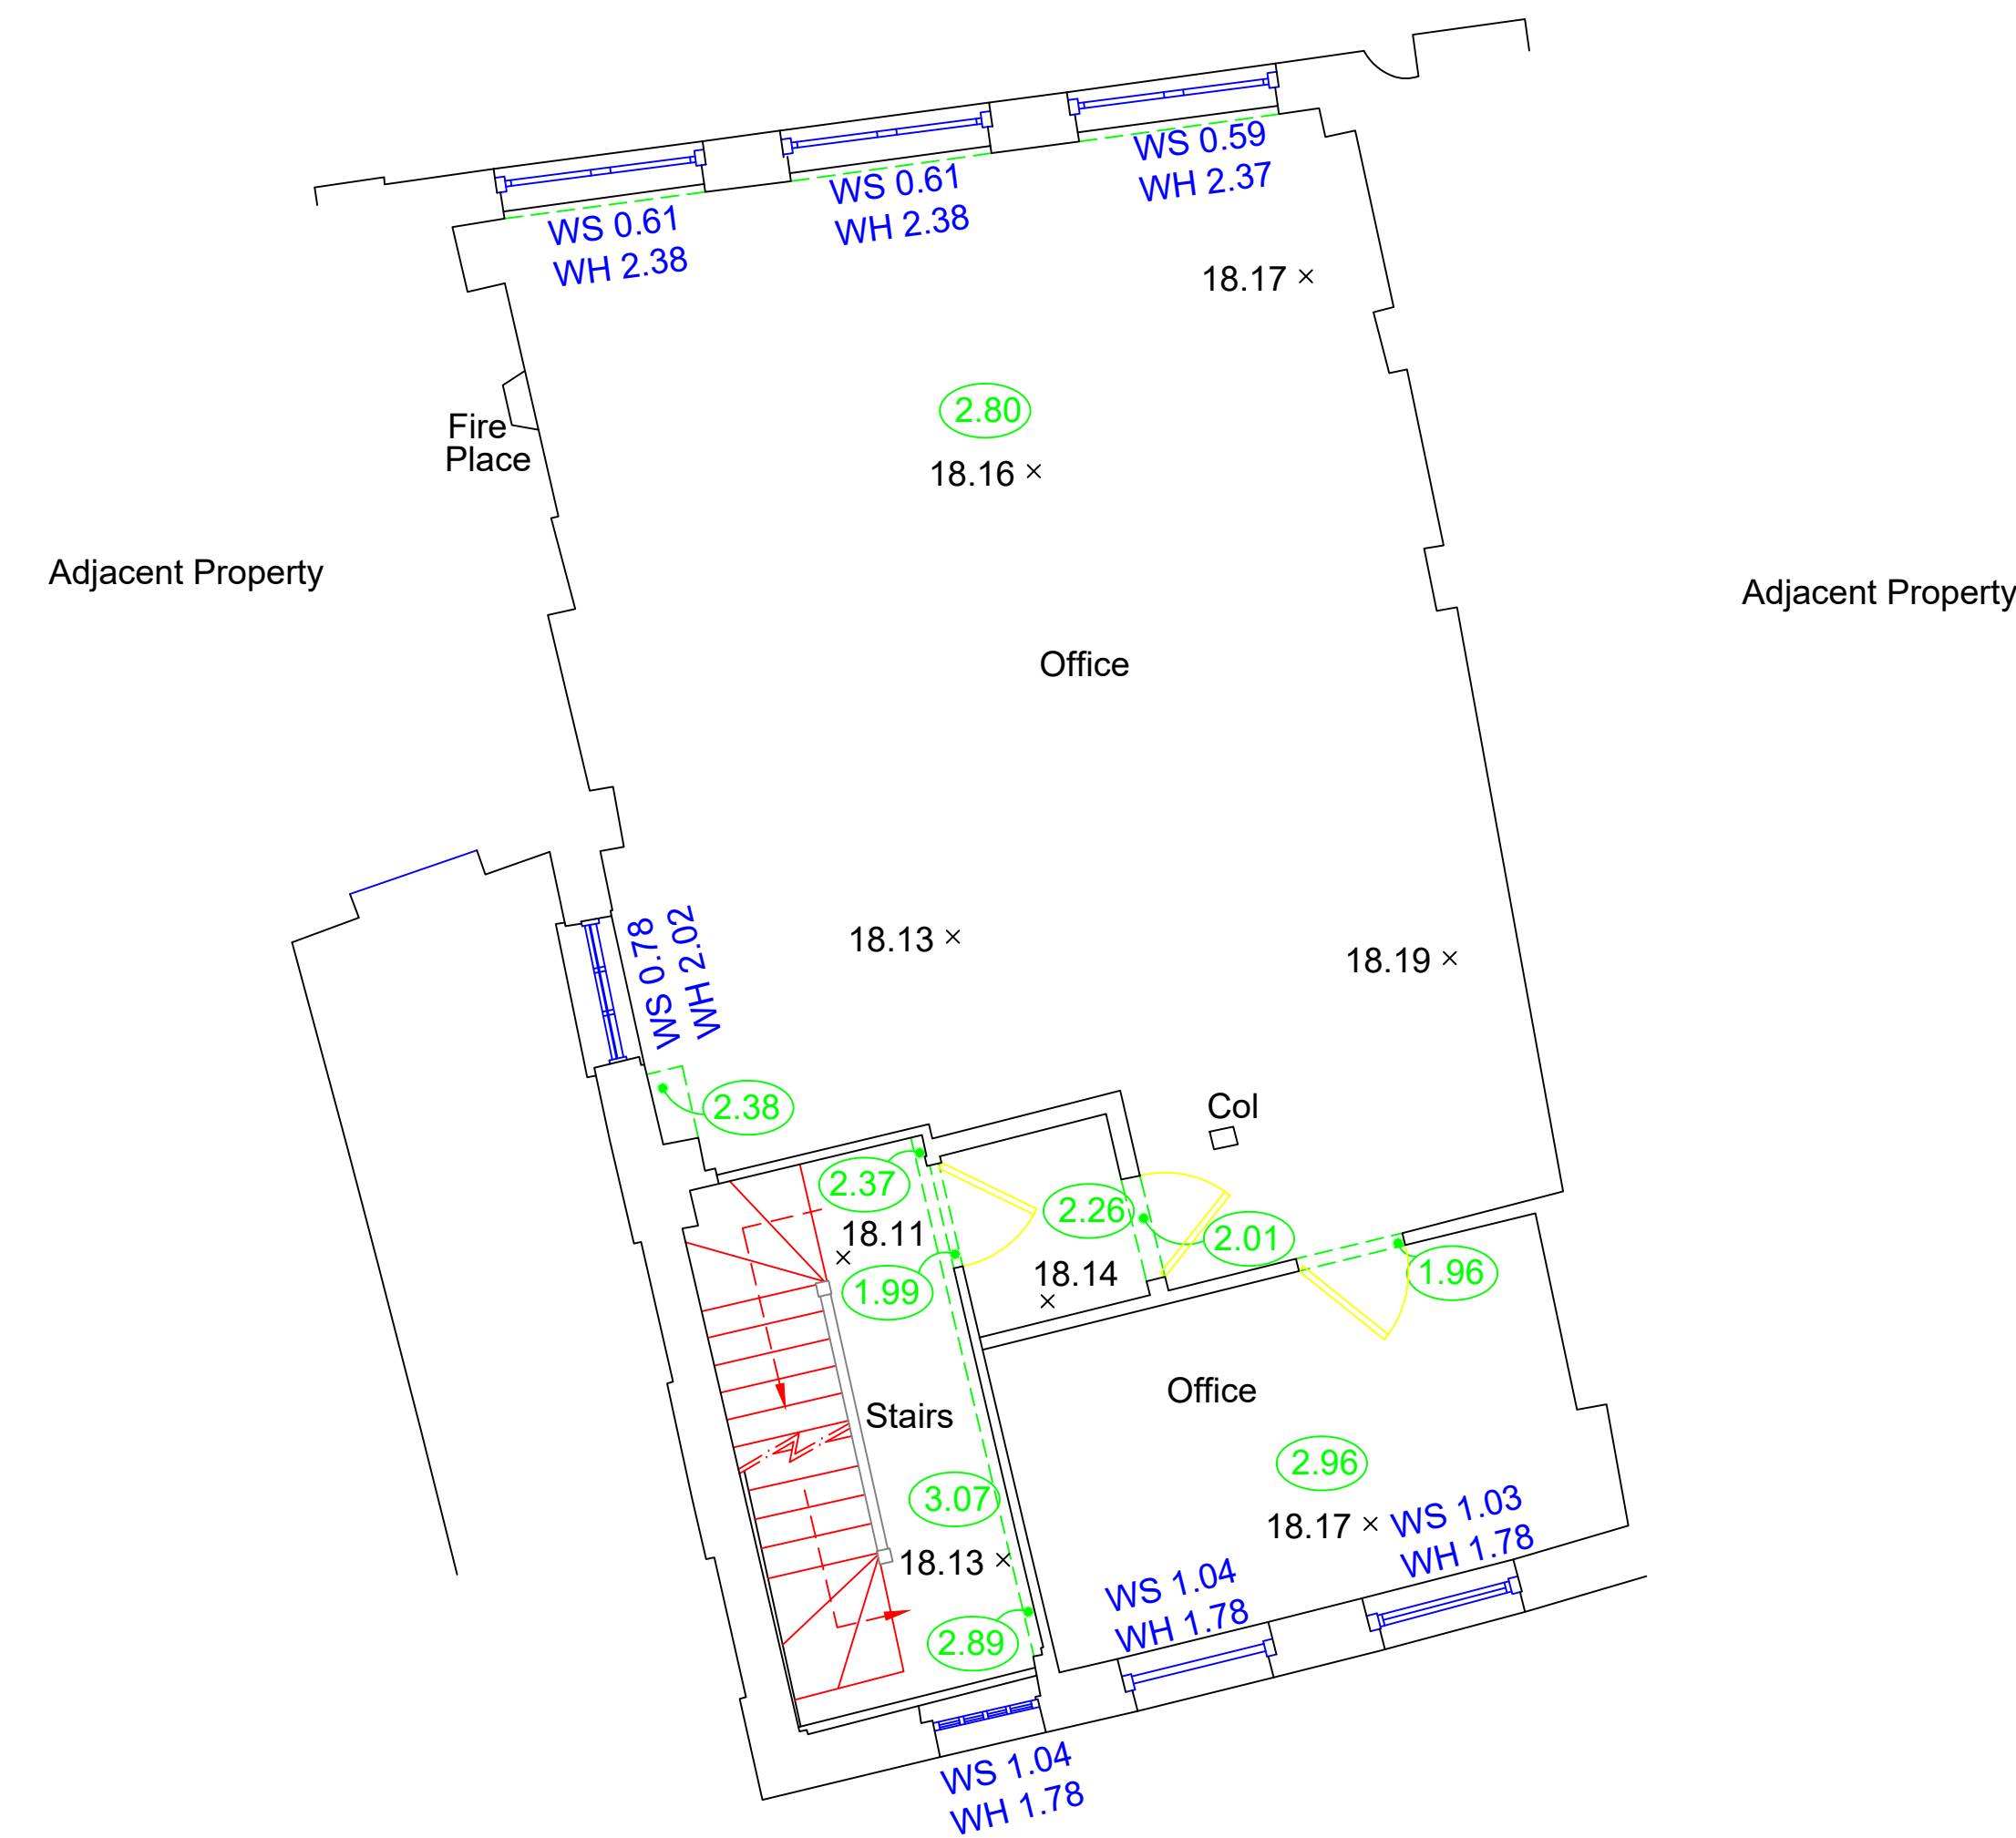 WS 0.59
WH 2.37
WS 0.61
WH 2.38
WS 0.61
WH 2.38
18.17
2.80
Fire
Place
18.16
Adjacent Property
Adjacent Property
Office
WS 0.78
WH 2.02
18.13
18.19
2.38
Col
2.37
2.26
18.11
2.01
18.14
1.99
1.96
Office
Stairs
2.96
3.07
18.17
WS 1.03
WH 1.78
18.13
WS 1.04
WH 1.78
2.89
WS 1.04
WH 1.78